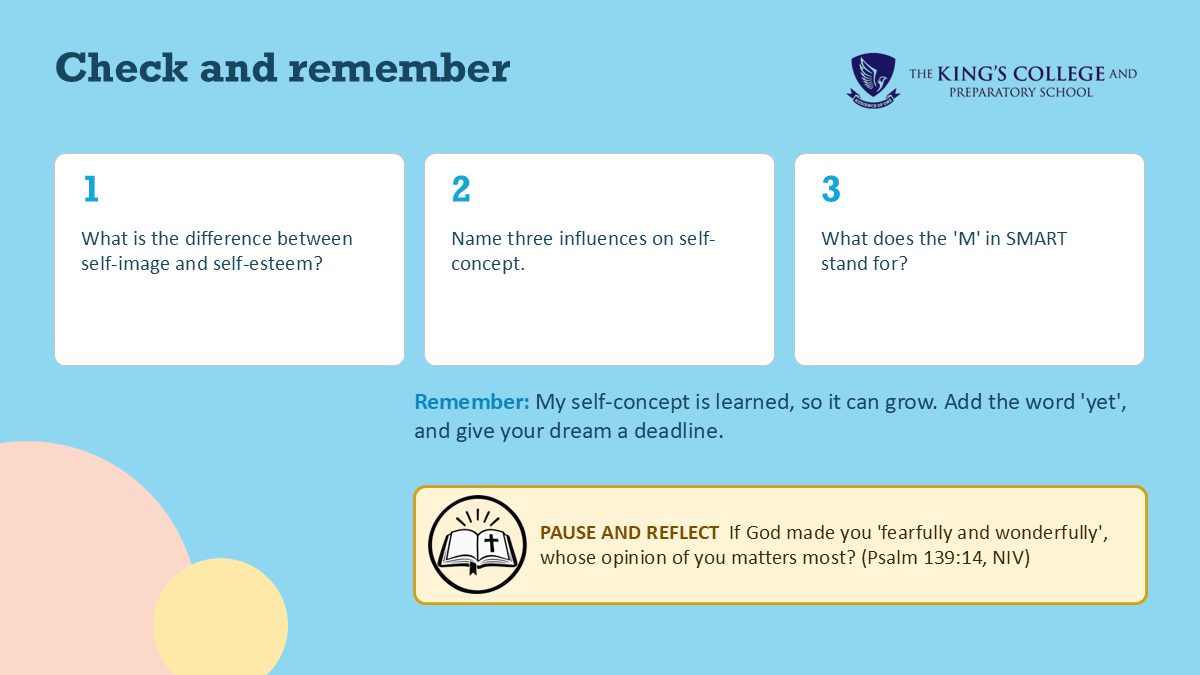 Check and remember
THE KING'S COLLEGE AND
PREPARATORY SCHOOL
AUDIENCE OF ONE
1
What is the difference between
self-image and self-esteem?
2
Name three influences on self-
concept.
3
What does the 'M' in SMART
stand for?
Remember: My self-concept is learned, so it can grow. Add the word 'yet',
and give your dream a deadline.
PAUSE AND REFLECT If God made you 'fearfully and wonderfully',
whose opinion of you matters most? (Psalm 139:14, NIV)